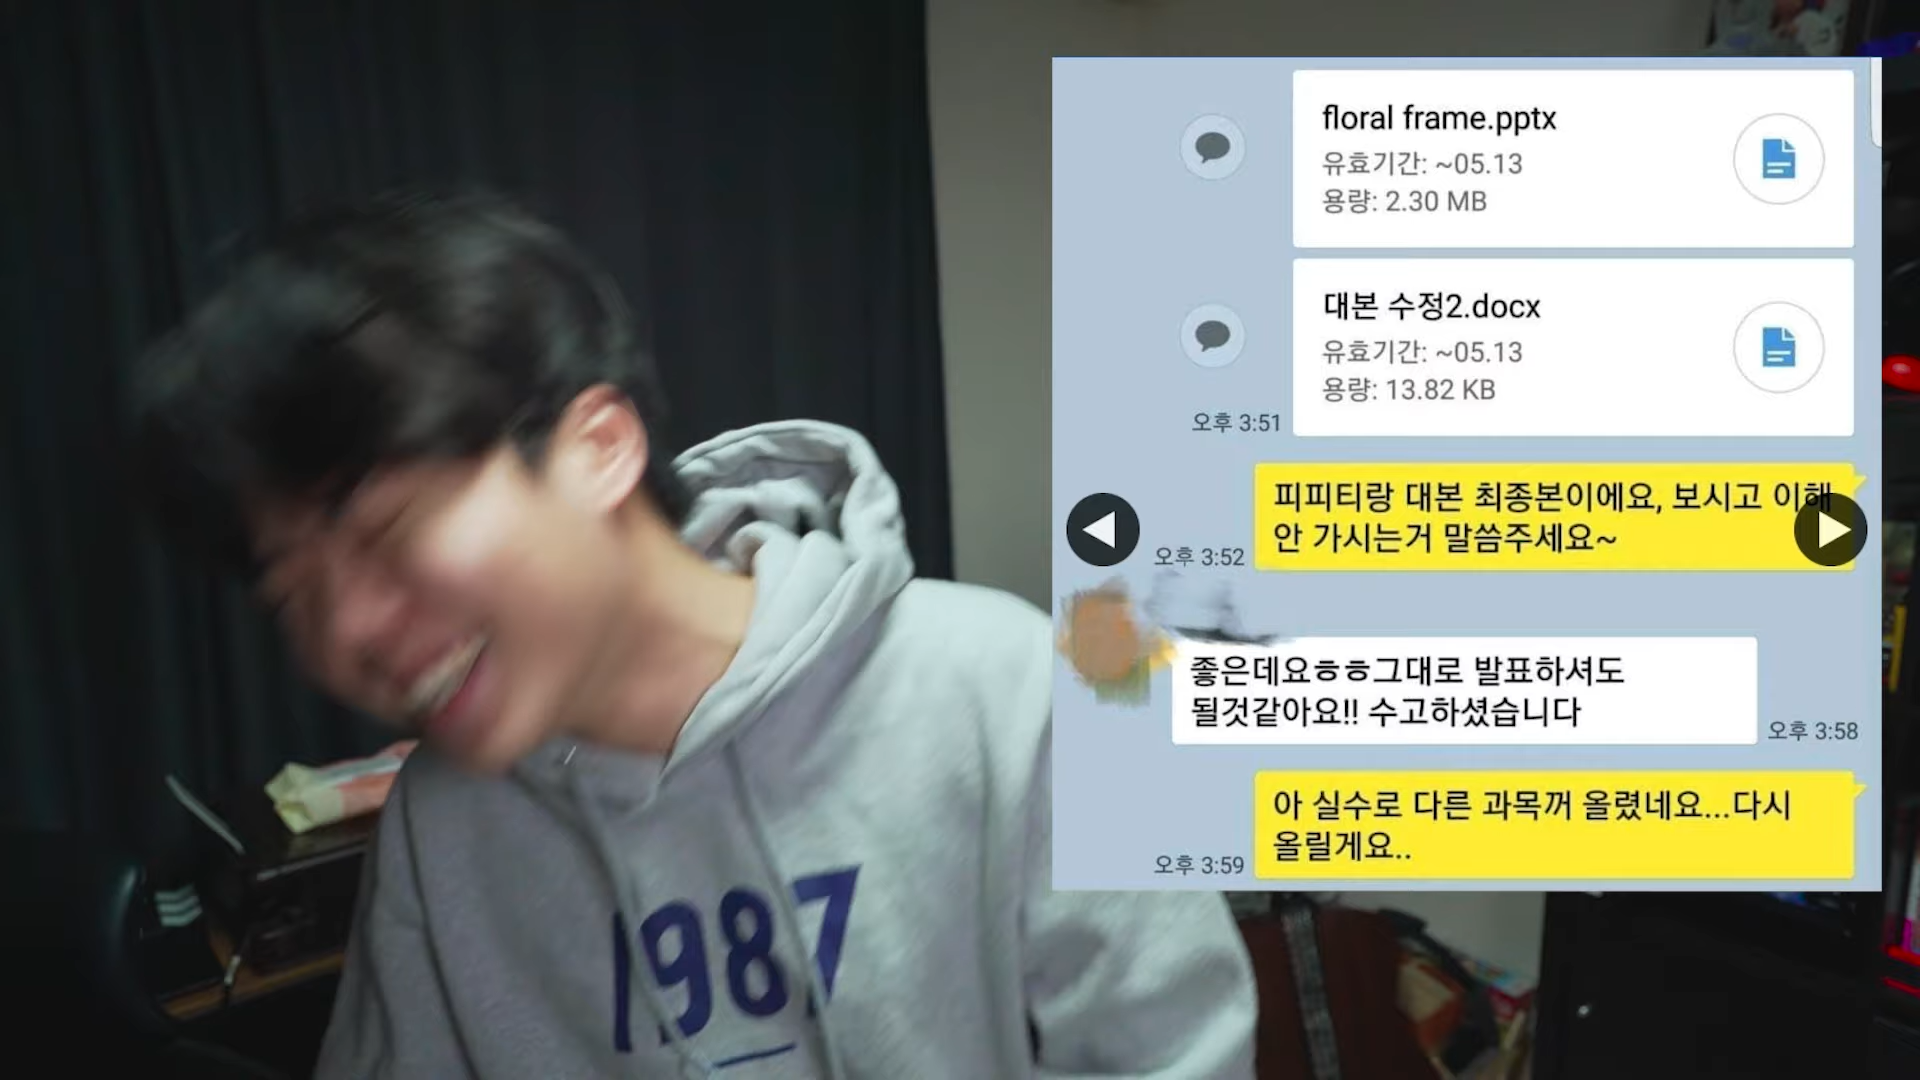 floral frame.pptx
유효기간: ~05.13
용량: 2.30 MB
대본 수정2.docx
유효기간: ~05.13
용량: 13.82 KB
오후 3:51
피피티랑 대본 최종본이에요, 보시고 이해
안 가시는거 말씀주세요~
오후 3:52
좋은데요ㅎㅎ그대로 발표하셔도
될것같아요!! 수고하셨습니다
오후 3:58
아 실수로 다른 과목꺼 올렸네요...다시
올릴게요..
오후 3:59
1987